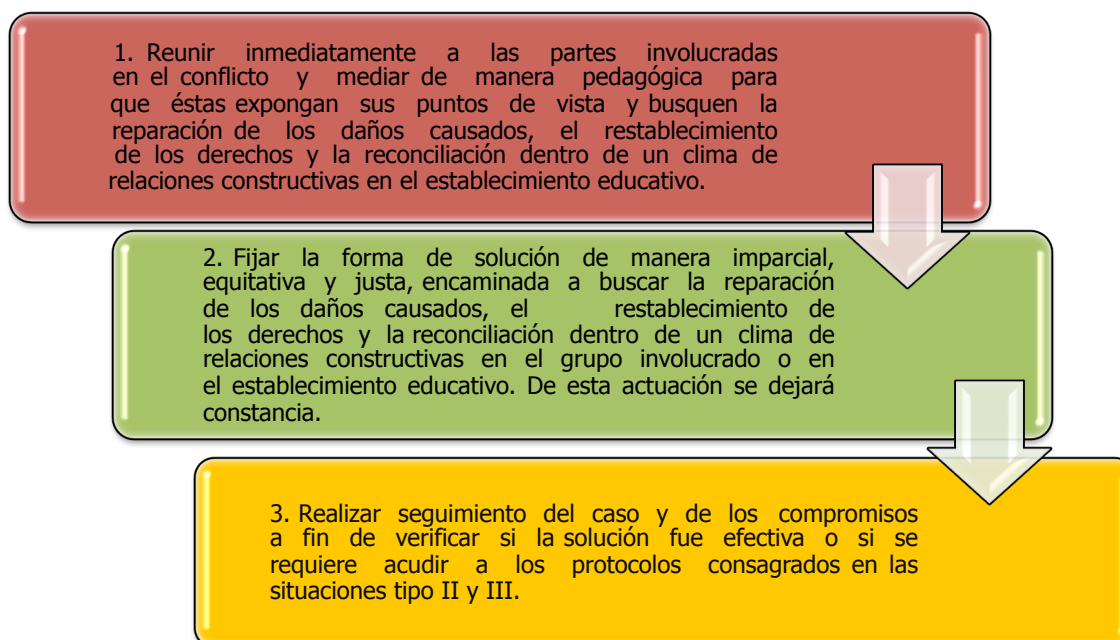 1. Reunir inmediatamente a las partes involucradas
en el conflicto y mediar de manera pedagógica para
que éstas expongan sus puntos de vista y busquen la
reparación de los daños causados, el restablecimiento
de los derechos y la reconciliación dentro de un clima de
relaciones constructivas en el establecimiento educativo.
2. Fijar la forma de solución de manera imparcial,
equitativa y justa, encaminada a buscar la reparación
de los daños causados, el restablecimiento de
los derechos y la reconciliación dentro de un clima de
relaciones constructivas en el grupo involucrado o en
el establecimiento educativo. De esta actuación se dejará
constancia.
3. Realizar seguimiento del caso y de los compromisos
a fin de verificar si la solución fue efectiva o si se
requiere acudir a los protocolos consagrados en las
situaciones tipo II y III.